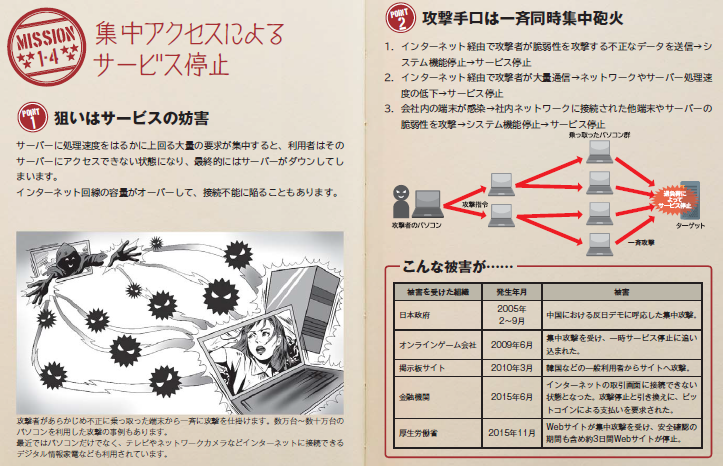 MISSION
1-4
集中アクセスによる
サービス停止
POINT
1
狙いはサービスの妨害
サーバーに処理速度をはるかに上回る大量の要求が集中すると、利用者はその
サーバーにアクセスできない状態になり、最終的にはサーバーがダウンしてし
まいます。
インターネット回線の容量がオーバーして、接続不能に陥ることもあります。
攻撃者があらかじめ不正に乗っ取った端末から一斉に攻撃を仕掛けます。数万台～数十万台の
パソコンを利用した攻撃の事例もあります。
最近ではパソコンだけでなく、テレビやネットワークカメラなどインターネットに接続できる
デジタル情報家電なども利用されています。
POINT
2
攻撃手口は一斉同時集中砲火
1. インターネット経由で攻撃者が脆弱性を攻撃する不正なデータを送信→シ
ステム機能停止→サービス停止
2. インターネット経由で攻撃者が大量通信→ネットワークやサーバー処理速
度の低下→サービス停止
3. 会社内の端末が感染→社内ネットワークに接続された他端末やサーバーの
脆弱性を攻撃→システム機能停止→サービス停止
乗っ取ったパソコン群
攻撃指令
攻撃者のパソコン
過負荷に
よって
サービス停止
ターゲット
一斉攻撃
こんな被害が……
被害を受けた組織 発生年月 被害
日本政府 2005年
2～9月 中国における反日デモに呼応した集中攻撃。
オンラインゲーム会社 2009年6月 集中攻撃を受け、一時サービス停止に追い
込まれた。
掲示板サイト 2010年3月 韓国などの一般利用者からサイトへ攻撃。
金融機関 2015年6月 インターネットの取引画面に接続できない
状態となった。攻撃停止と引き換えに、ビッ
トコインによる支払いを要求された。
厚生労働省 2015年11月 Webサイトが集中攻撃を受け、安全確認の
期間も含め約3日間Webサイトが停止。